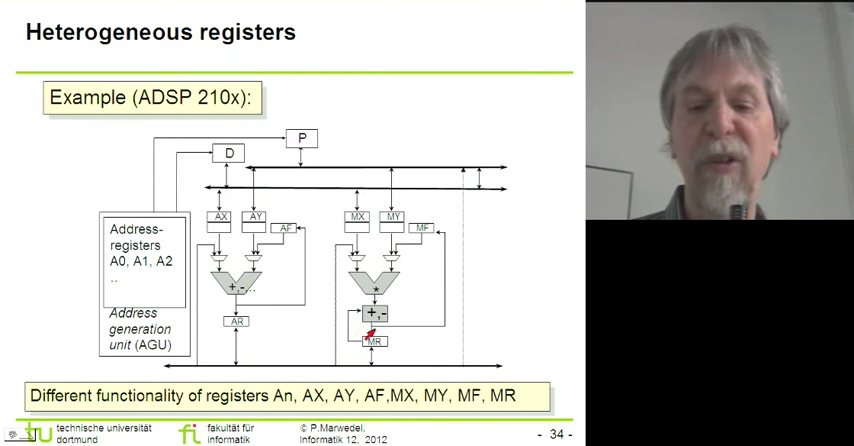 Heterogeneous registers
Example (ADSP 210x):
P
D
AX
AY
AF
MX
MY
MF
Address-
registers
A0, A1, A2
..
Address
generation
unit (AGU)
+,-...
*
+,-
AR
MR
Different functionality of registers An, AX, AY, AF,MX, MY, MF, MR
technische universität
dortmund
fakultät für
informatik
© P.Marwedel,
Informatik 12, 2012
- 34 -